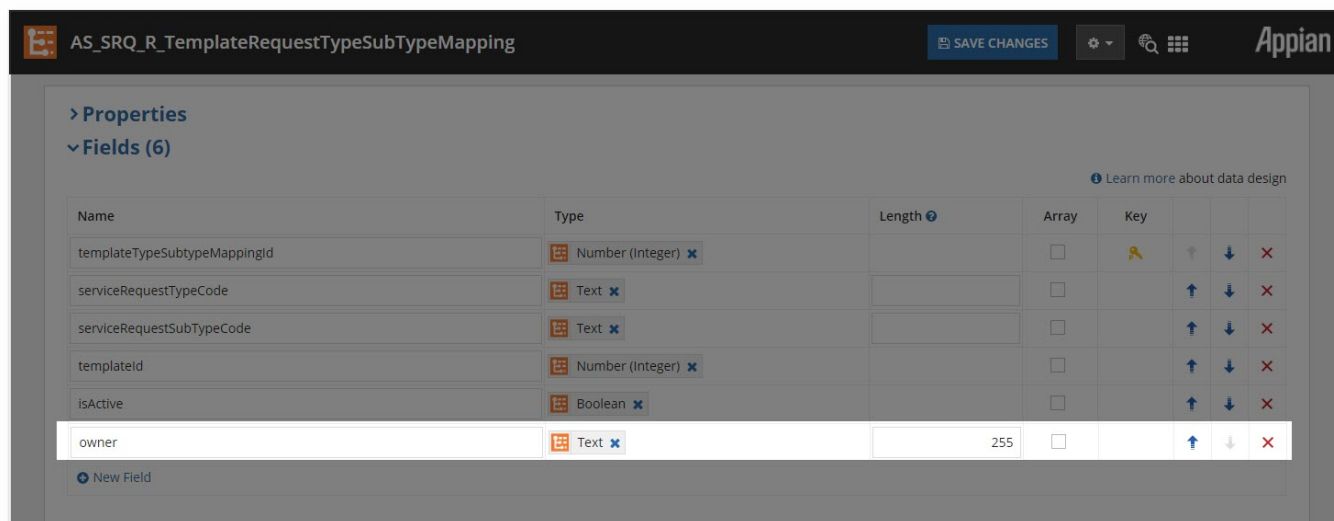 AS_SRQ_R_TemplateRequestTypeSubTypeMapping SAVE CHANGES Appian
Properties
Fields (6)
Learn more about data design
Name Type Length Array Key
templateTypeSubtypeMappingId Number (Integer)
serviceRequestTypeCode Text
serviceRequestSubTypeCode Text
templateId Number (Integer)
isActive Boolean
owner Text 255
New Field